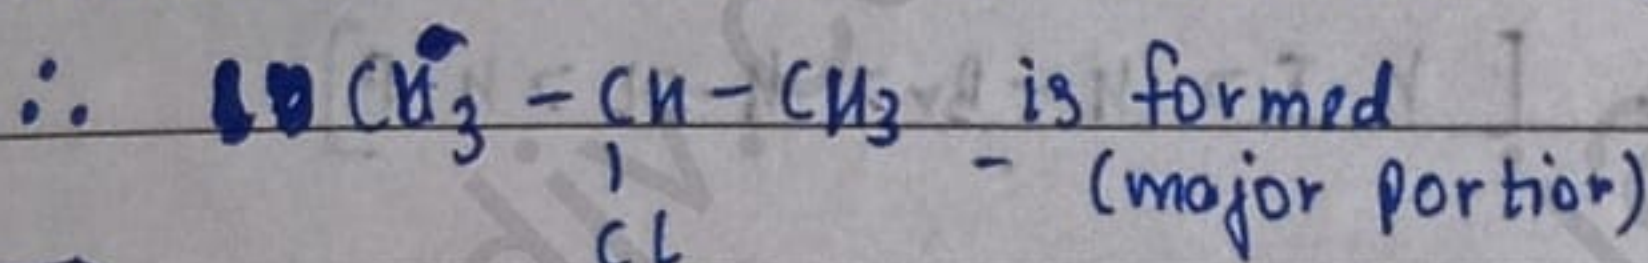 ∴ CH3 - CH - CH3 is formed
|
Cl
- (major portion)